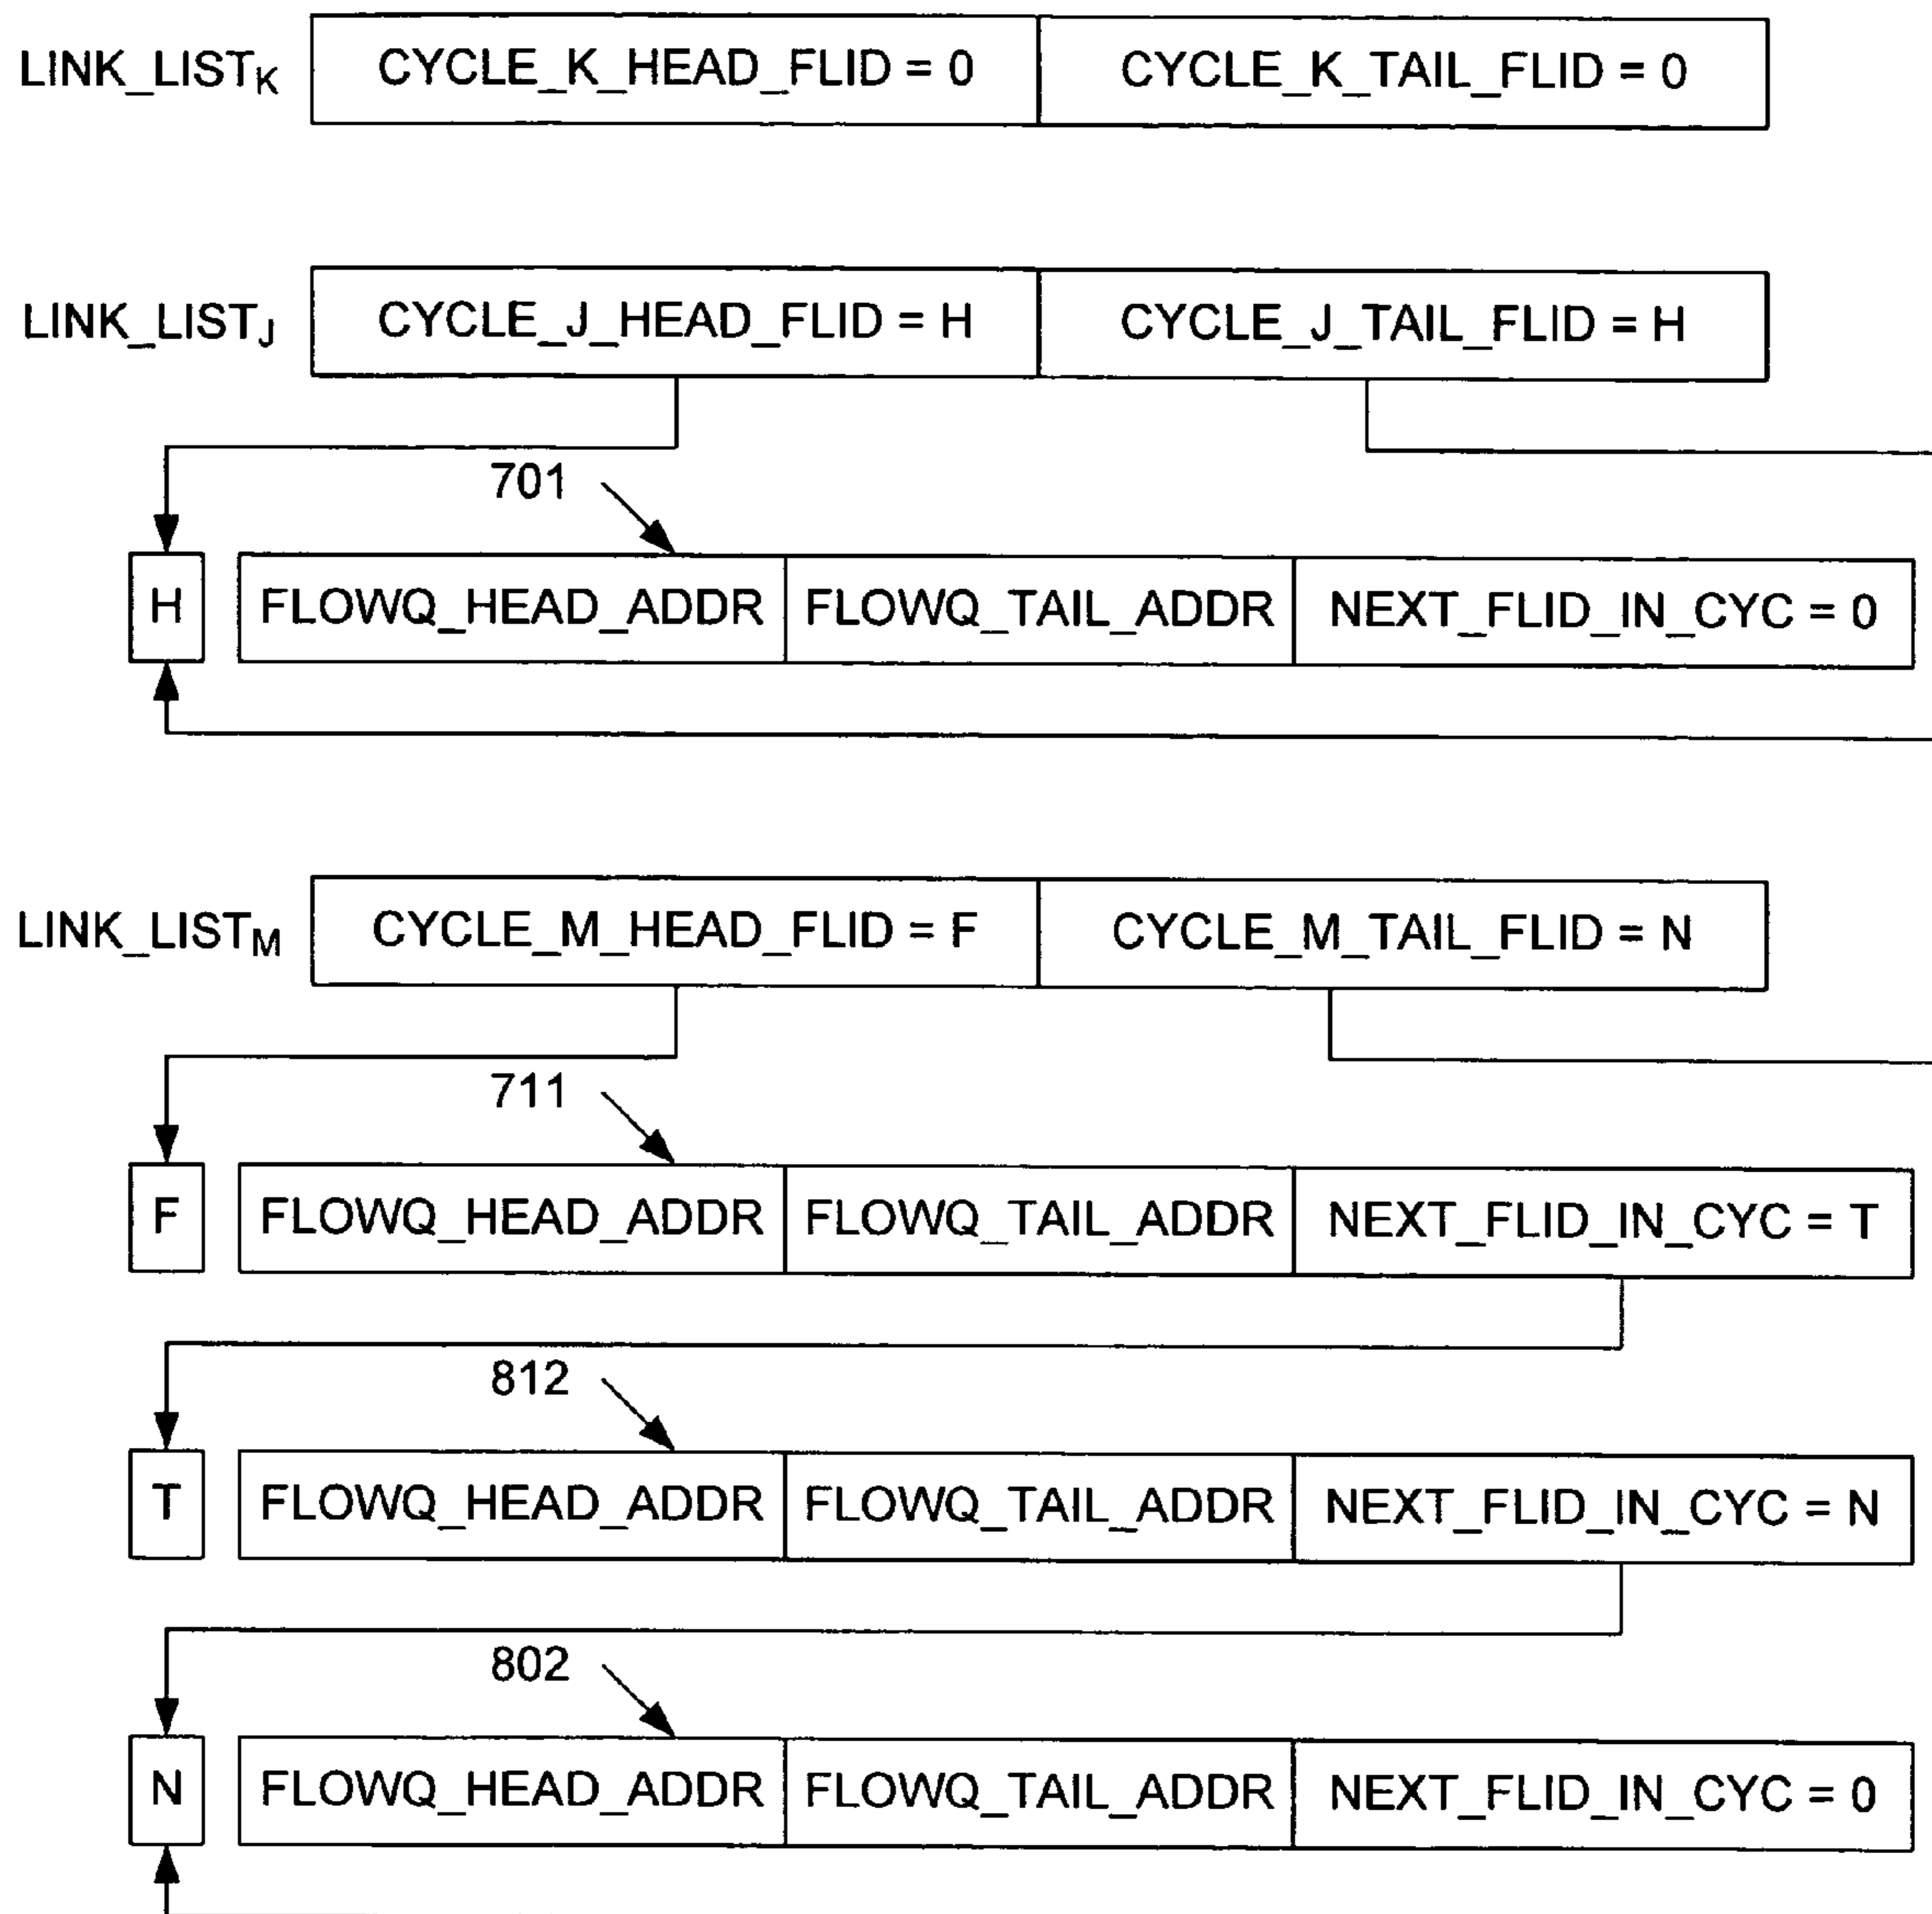 LINK_LISTK CYCLE_K_HEAD_FLID = 0 CYCLE_K_TAIL_FLID = 0
LINK_LISTJ CYCLE_J_HEAD_FLID = H CYCLE_J_TAIL_FLID = H
701
H FLOWQ_HEAD_ADDR FLOWQ_TAIL_ADDR NEXT_FLID_IN_CYC = 0
LINK_LISTM CYCLE_M_HEAD_FLID = F CYCLE_M_TAIL_FLID = N
711
F FLOWQ_HEAD_ADDR FLOWQ_TAIL_ADDR NEXT_FLID_IN_CYC = T
812
T FLOWQ_HEAD_ADDR FLOWQ_TAIL_ADDR NEXT_FLID_IN_CYC = N
802
N FLOWQ_HEAD_ADDR FLOWQ_TAIL_ADDR NEXT_FLID_IN_CYC = 0